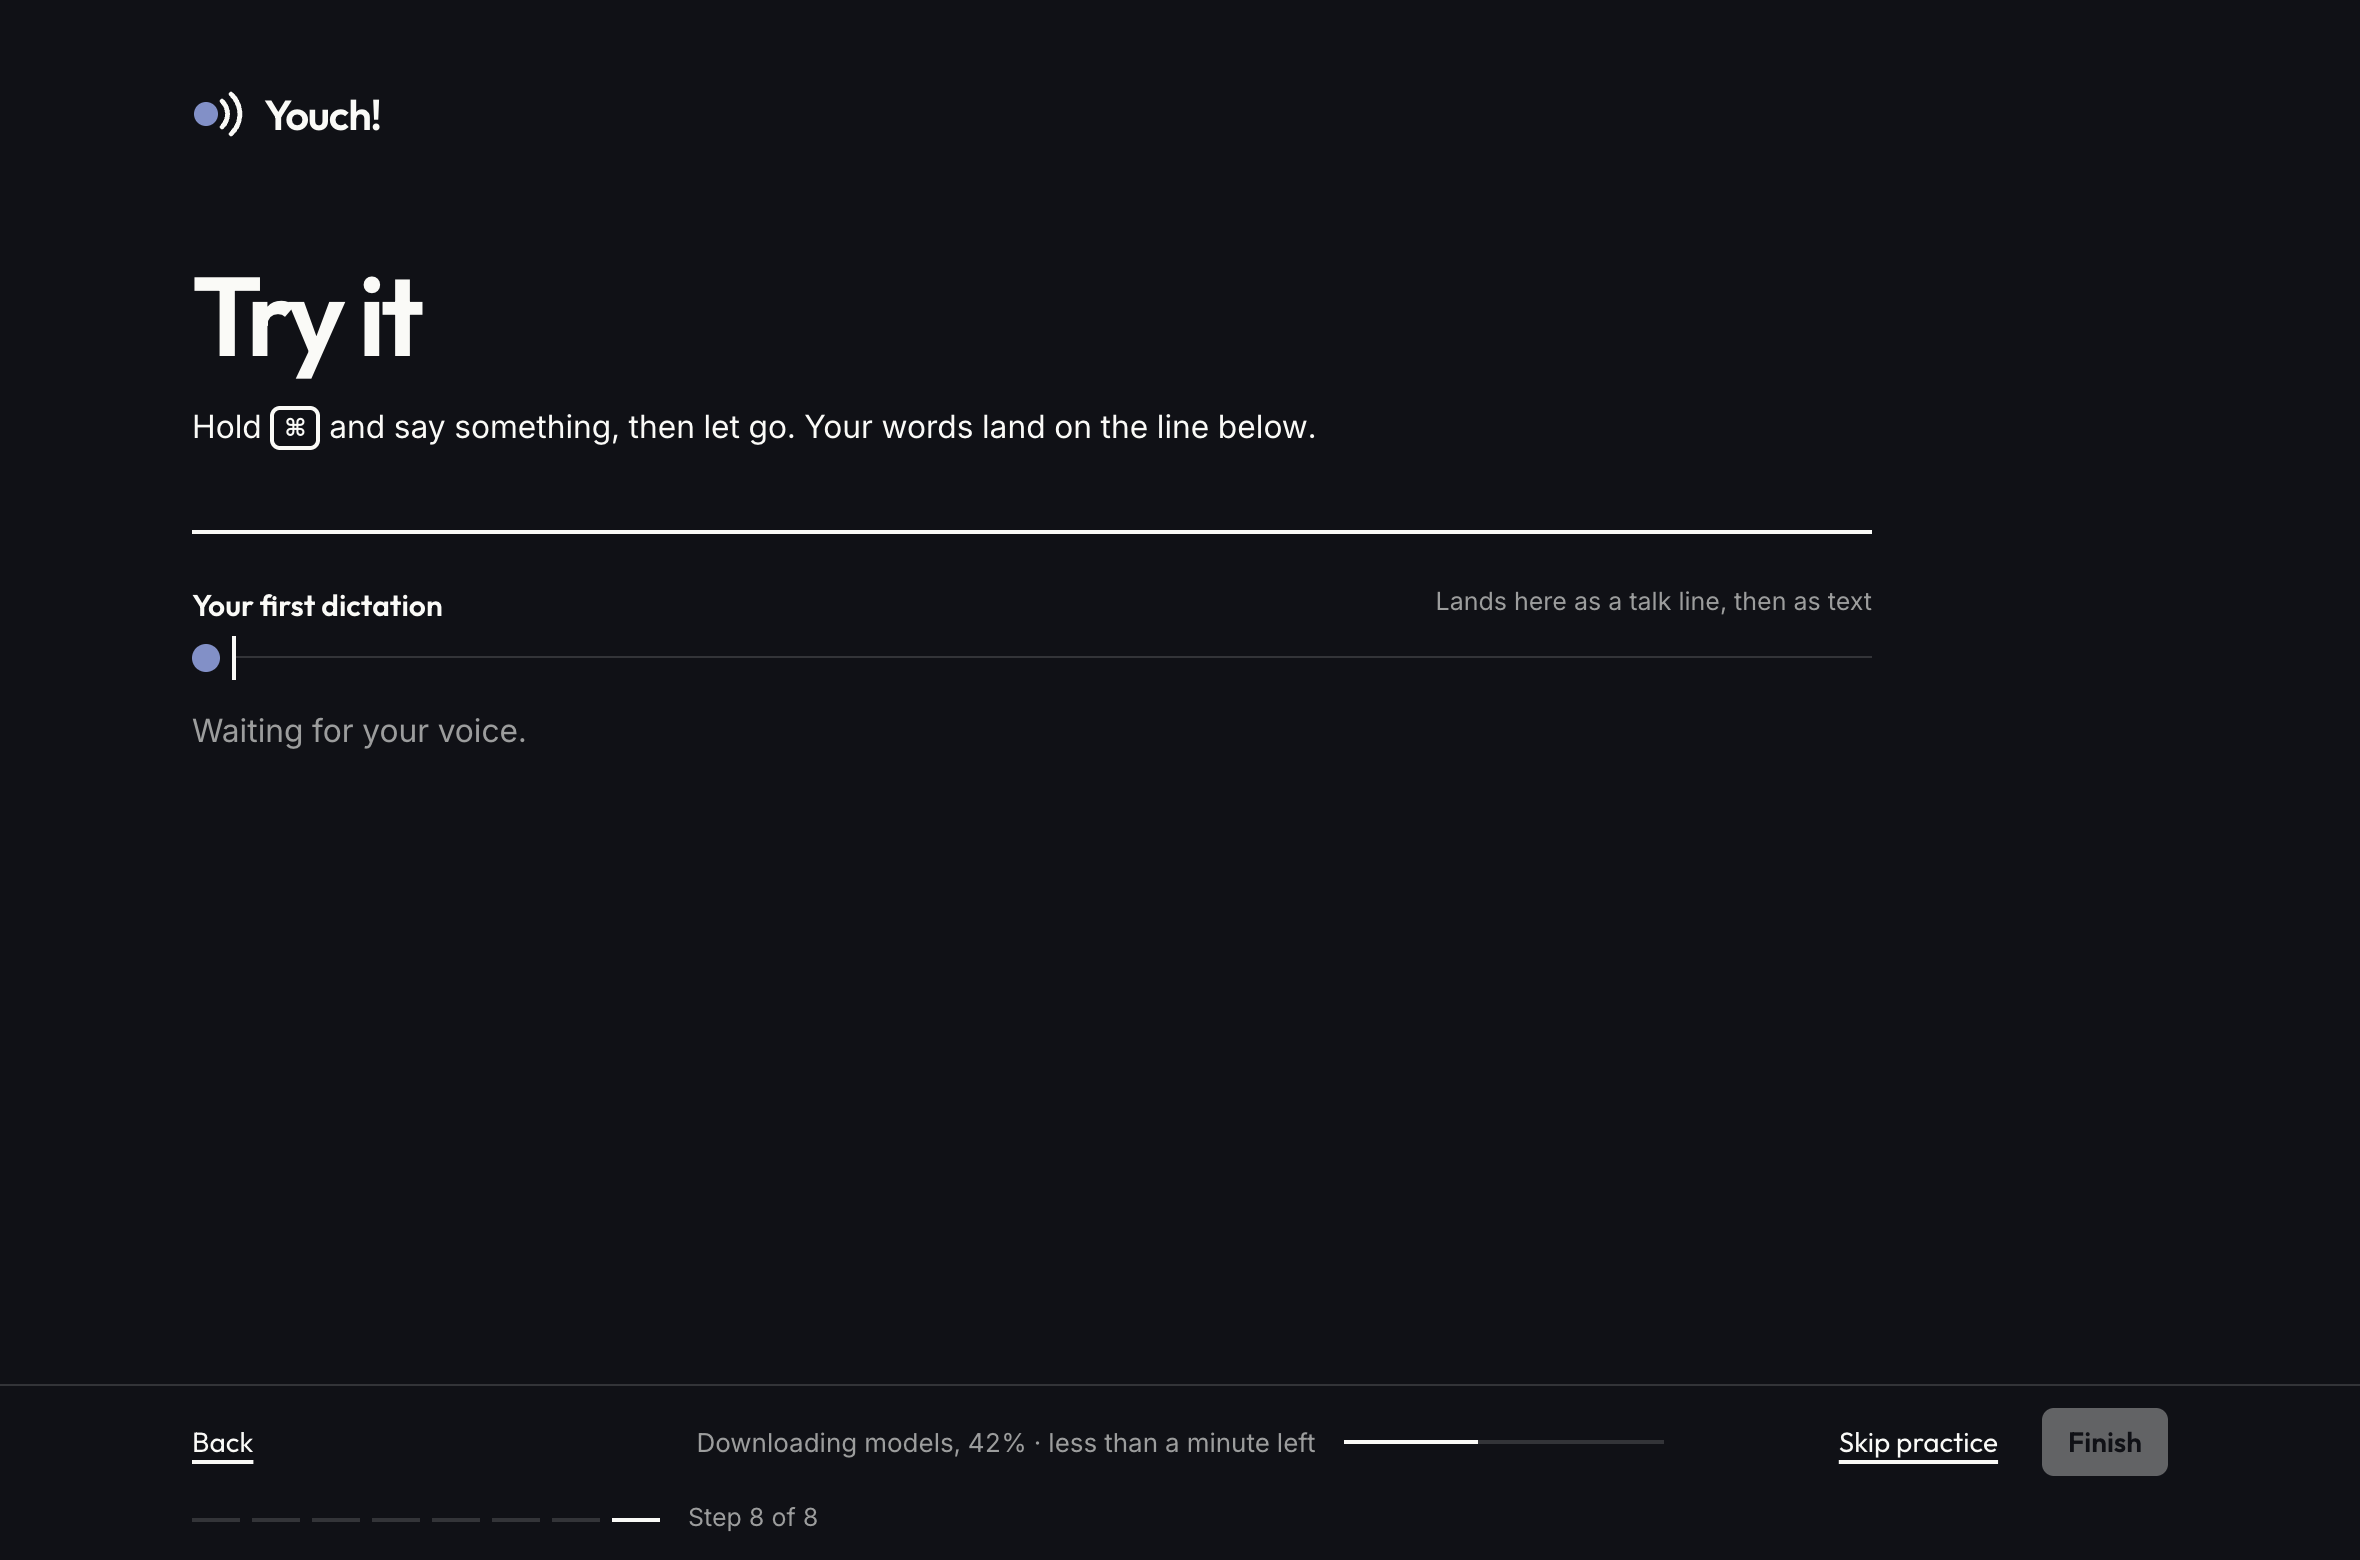 Youch!
Try it
Hold ⌘ and say something, then let go. Your words land on the line below.
Your first dictation
Lands here as a talk line, then as text
Waiting for your voice.
Back
Downloading models, 42% · less than a minute left
Skip practice
Finish
Step 8 of 8